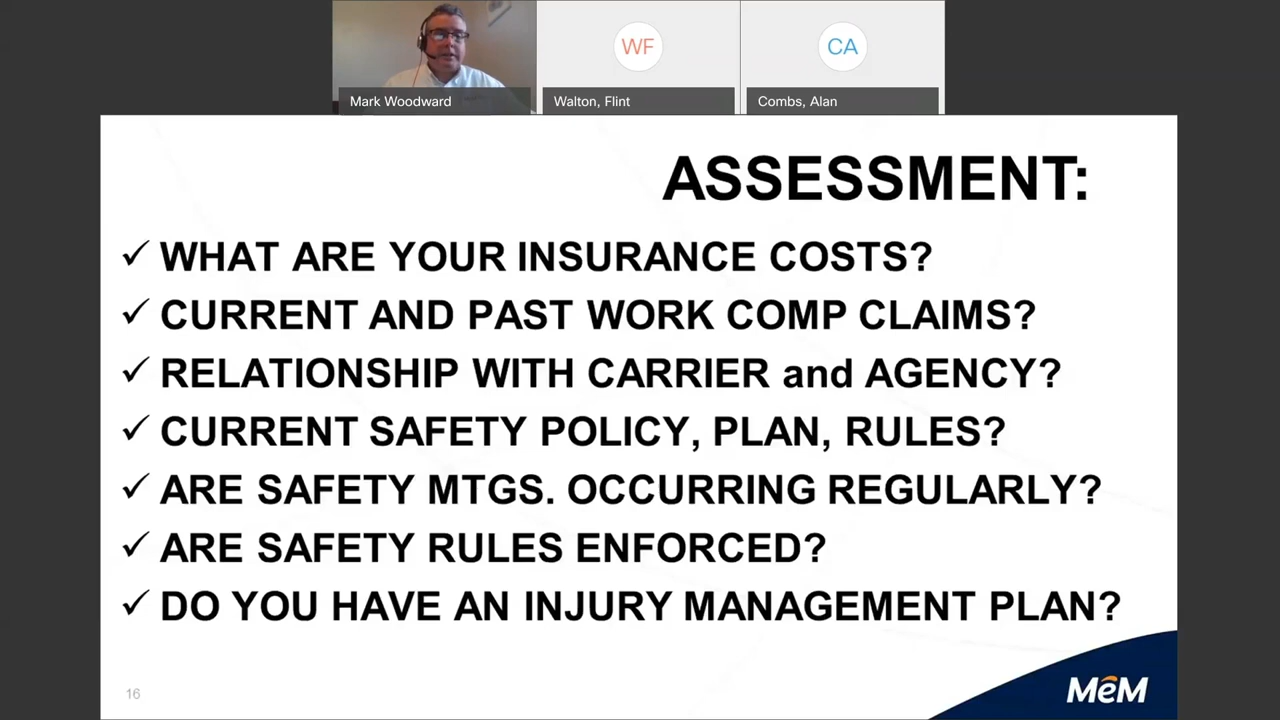 WF
CA
Mark Woodward
Walton, Flint
Combs, Alan
ASSESSMENT:
✓ WHAT ARE YOUR INSURANCE COSTS?
✓ CURRENT AND PAST WORK COMP CLAIMS?
✓ RELATIONSHIP WITH CARRIER and AGENCY?
✓ CURRENT SAFETY POLICY, PLAN, RULES?
✓ ARE SAFETY MTGS. OCCURRING REGULARLY?
✓ ARE SAFETY RULES ENFORCED?
✓ DO YOU HAVE AN INJURY MANAGEMENT PLAN?
16
MeM